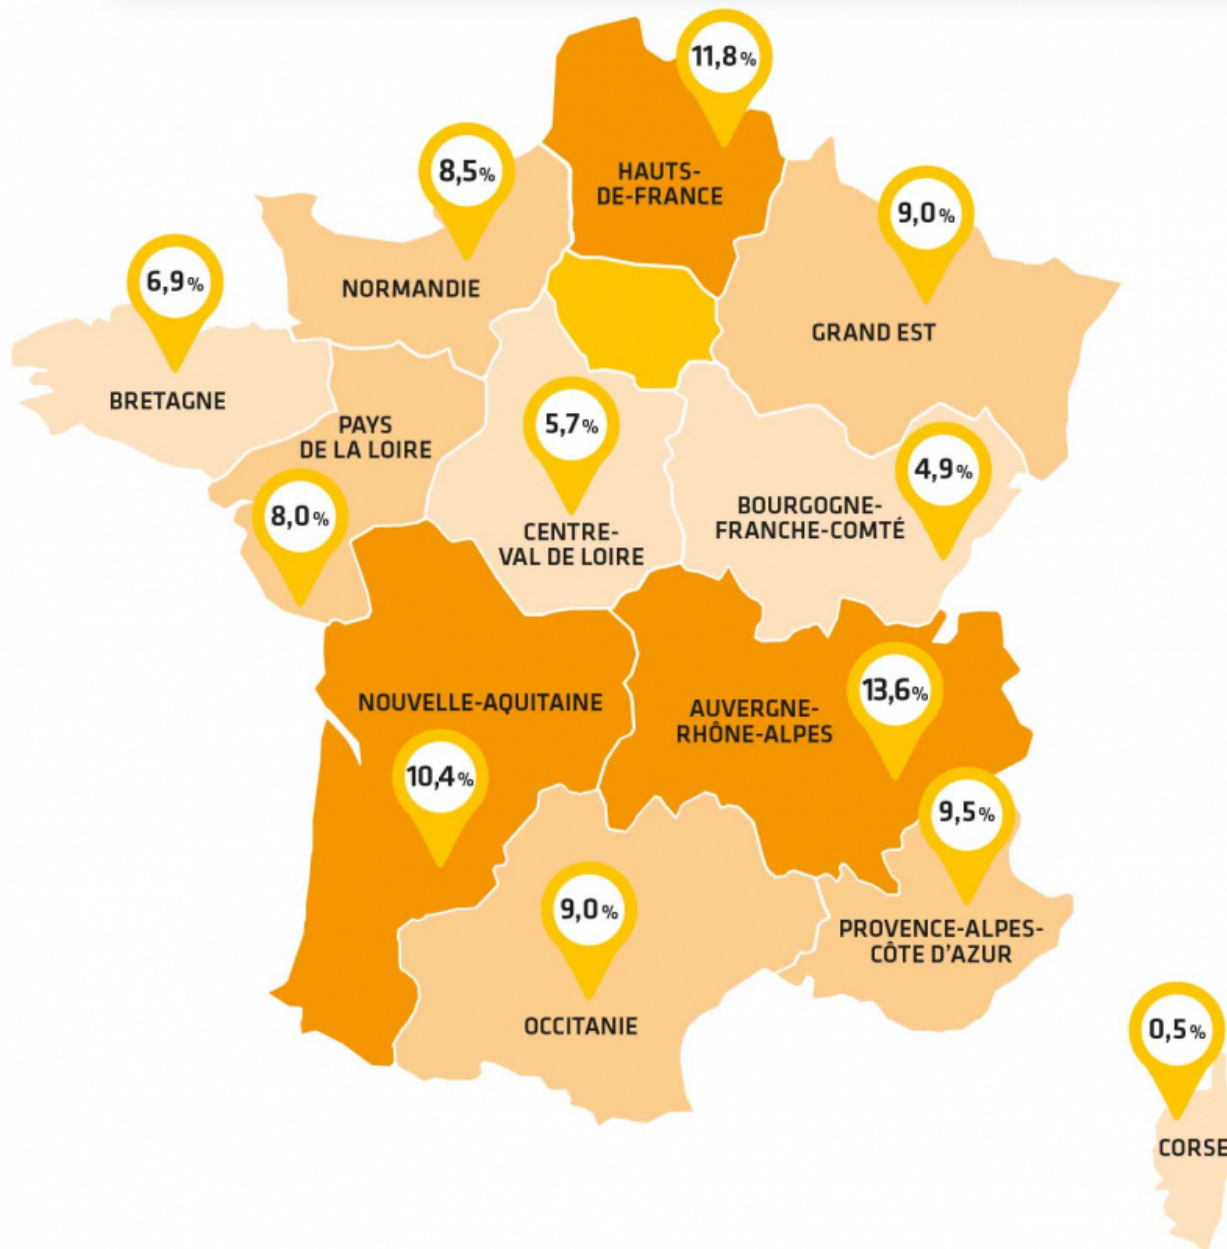 11,8%
HAUTS-
DE-FRANCE
8,5%
NORMANDIE
9,0%
GRAND EST
6,9%
BRETAGNE
PAYS
DE LA LOIRE
8,0%
5,7%
CENTRE-
VAL DE LOIRE
4,9%
BOURGOGNE-
FRANCHE-COMTÉ
NOUVELLE-AQUITAINE
10,4%
13,6%
AUVERGNE-
RHÔNE-ALPES
9,5%
PROVENCE-ALPES-
CÔTE D'AZUR
9,0%
OCCITANIE
0,5%
CORSE